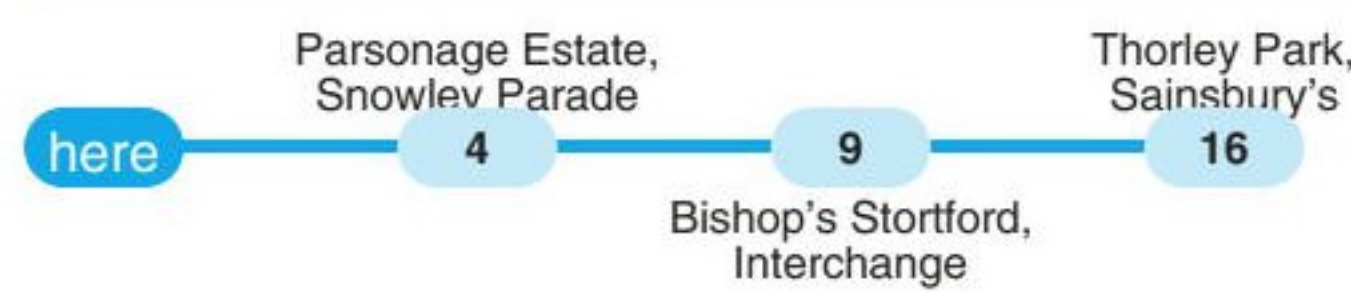 Parsonage Estate,
Snowley Parade
Thorley Park,
Sainsbury's
here
4
9
16
Bishop's Stortford,
Interchange